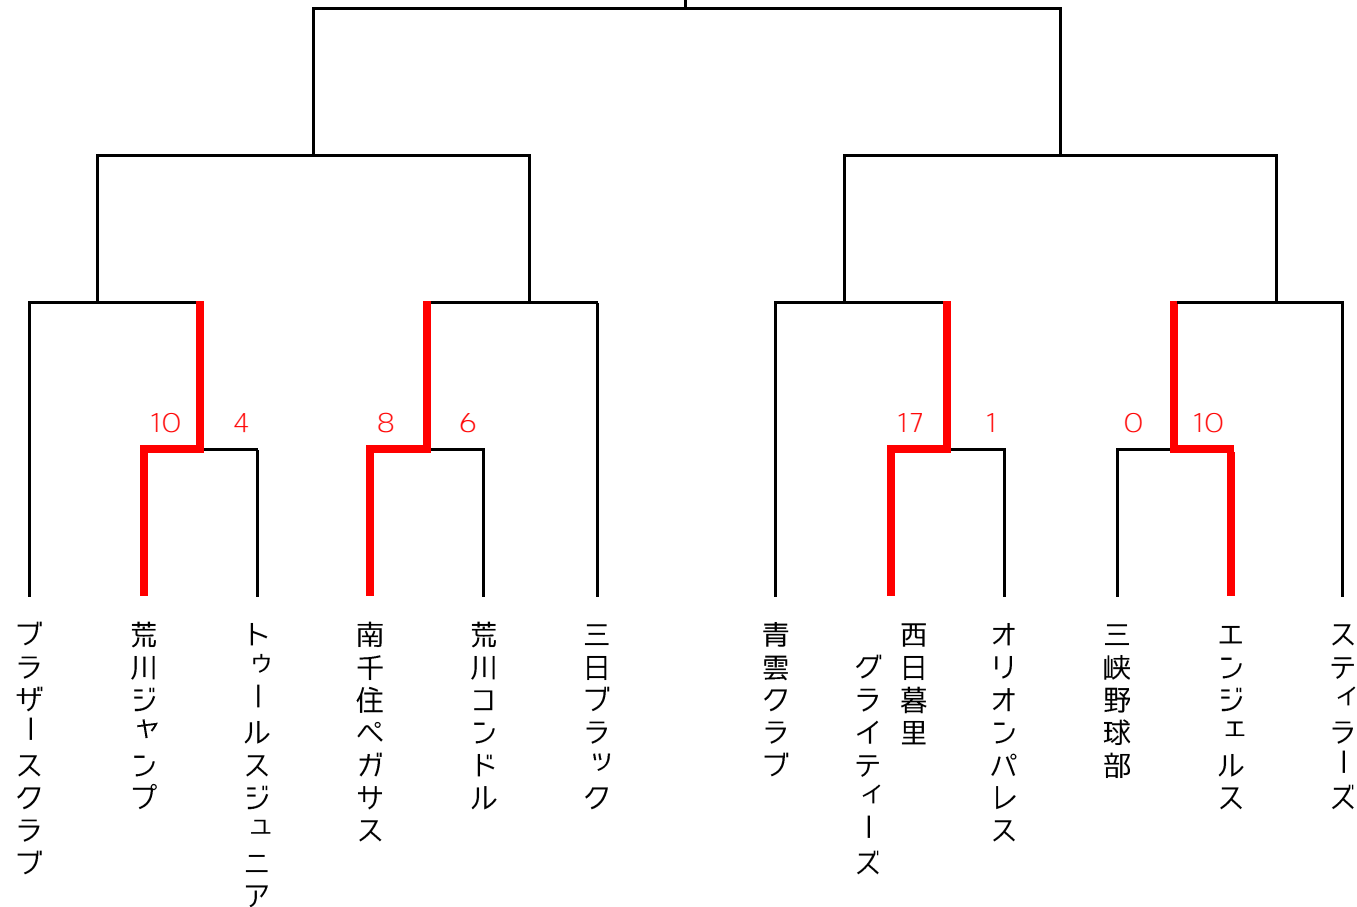 10 4 8 6 17 1 0 10
ブラザースクラブ
荒川ジャンプ
トゥールスジュニア
南千住ペガサス
荒川コンドル
三日ブラック
青雲クラブ
西日暮里
グライティーズ
オリオンパレス
三峡野球部
エンジェルス
スティラーズ